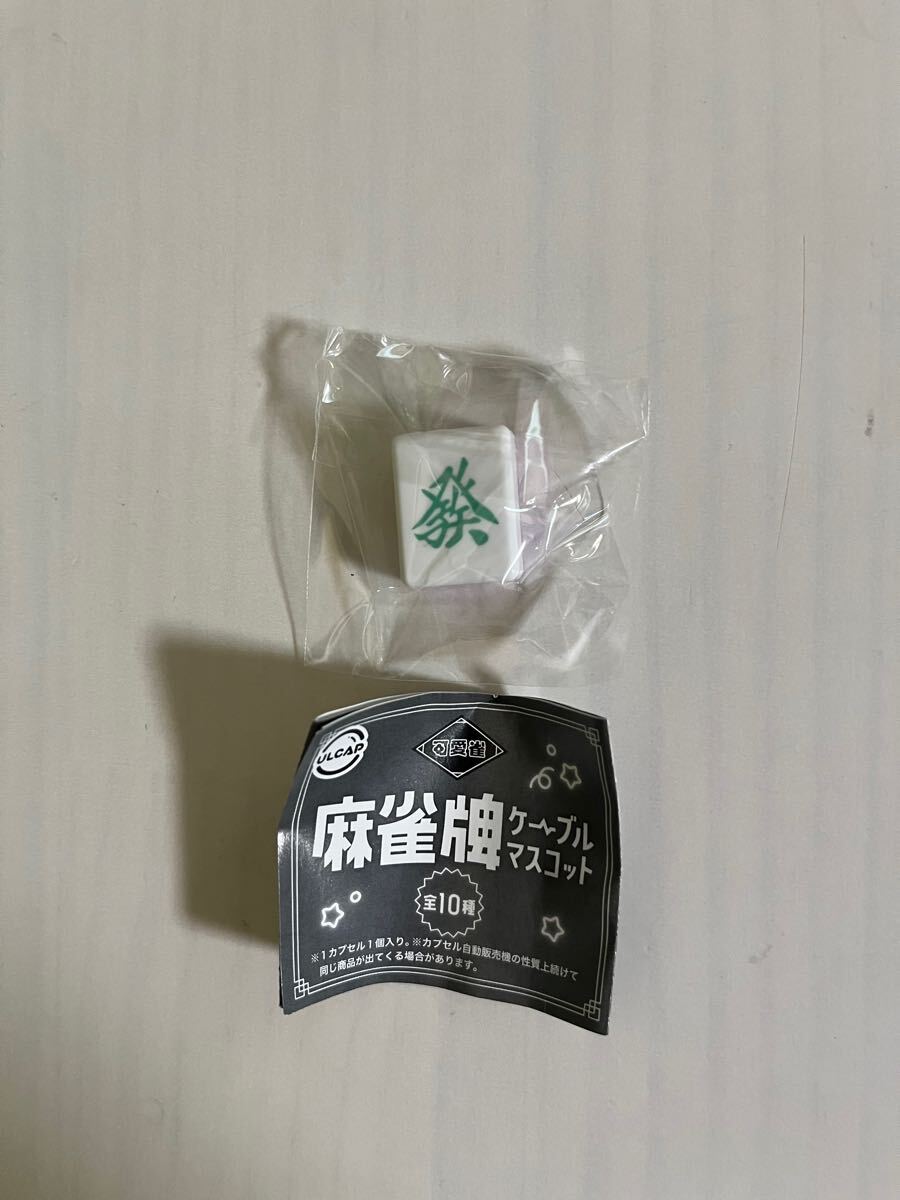 發
ULCAP
可愛雀
麻雀牌
ケーブル
マスコット
全10種
※1カプセル1個入り。※カプセル自動販売機の性質上続けて
同じ商品が出てくる場合があります。